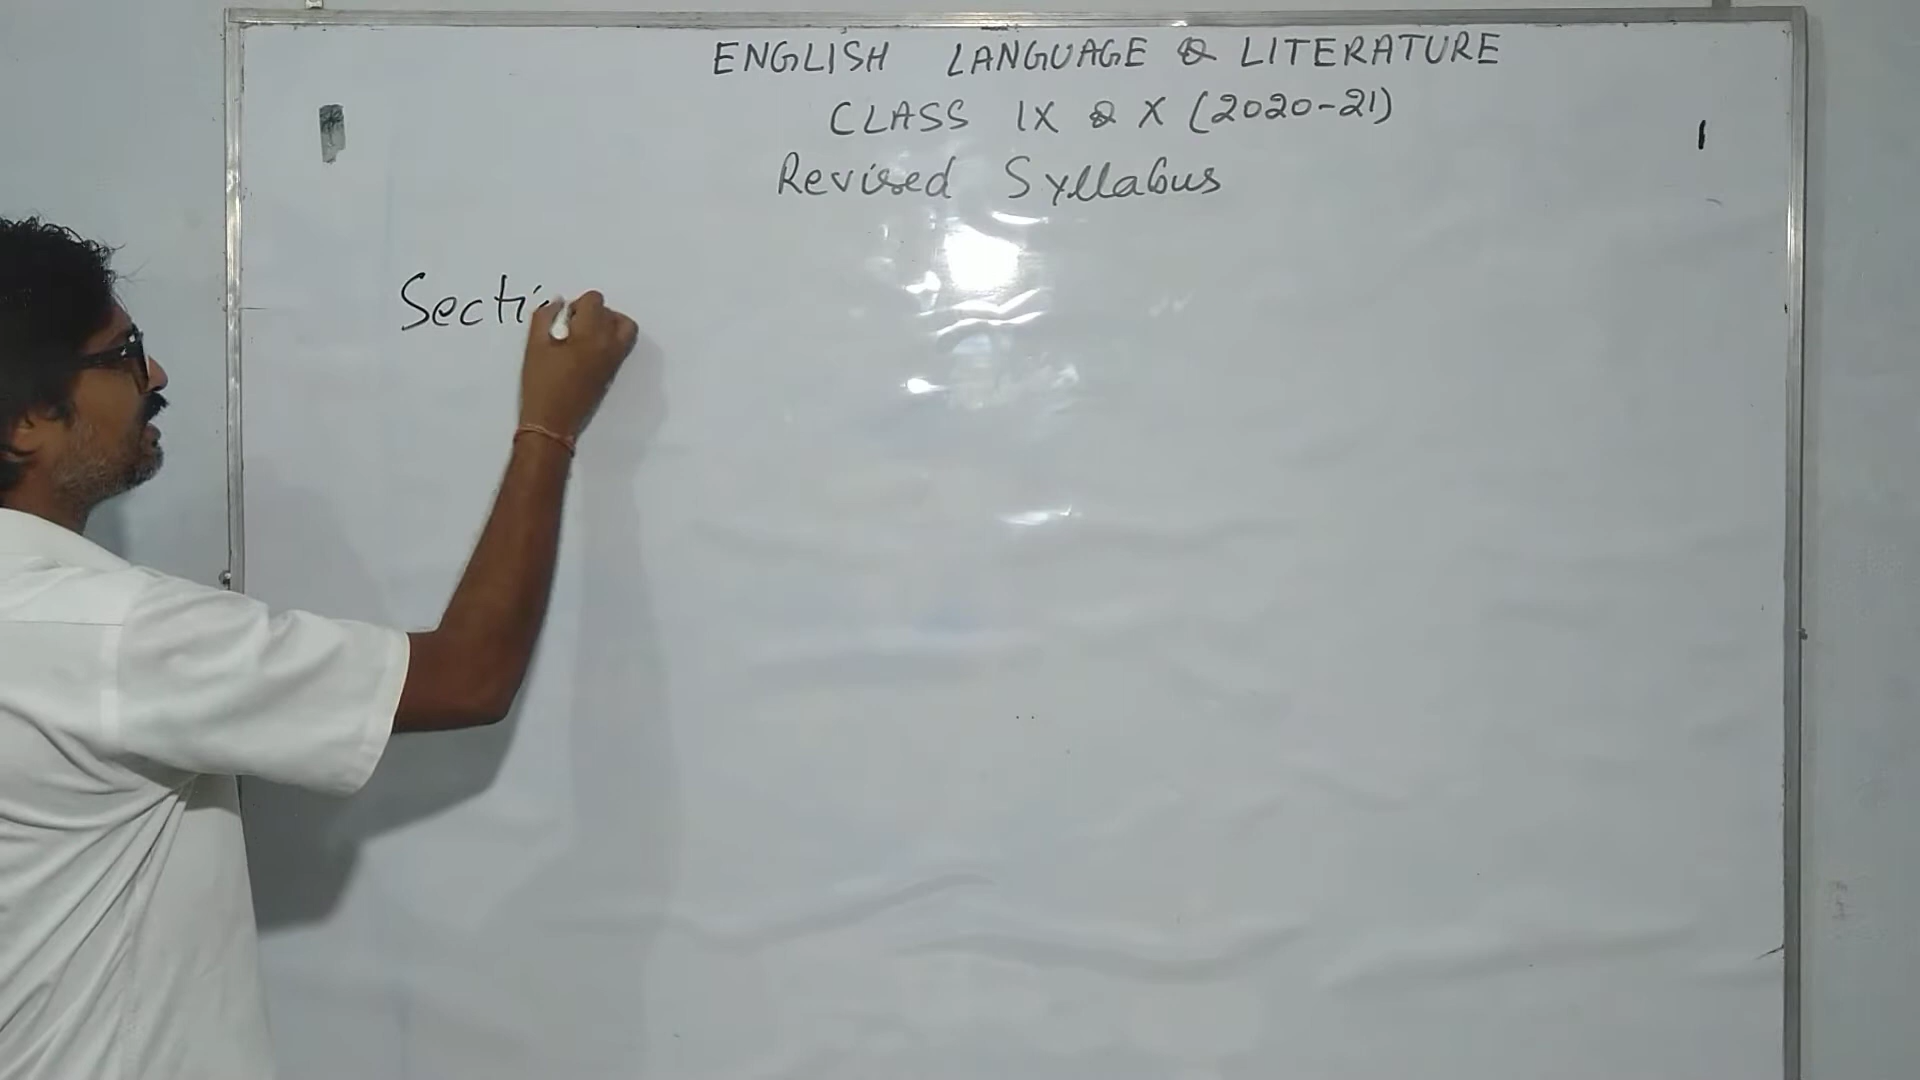 ENGLISH LANGUAGE & LITERATURE
CLASS IX & X (2020-21)
Revised Syllabus
Secti